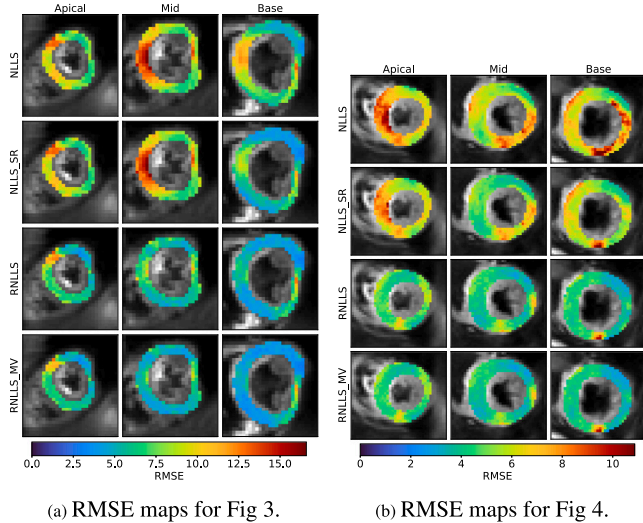 Apical Mid Base
NLLS
NLLS_SR
RNLLS
RNLLS_MV
0.0 2.5 5.0 7.5 10.0 12.5 15.0
RMSE
(a) RMSE maps for Fig 3.
Apical Mid Base
NLLS
NLLS_SR
RNLLS
RNLLS_MV
0 2 4 6 8 10
RMSE
(b) RMSE maps for Fig 4.